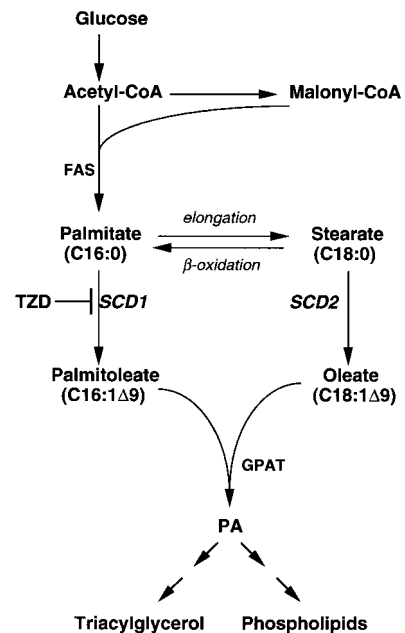 Glucose
Acetyl-CoA
Malonyl-CoA
FAS
elongation
Palmitate
(C16:0)
Stearate
(C18:0)
β-oxidation
TZD
SCD1
SCD2
Palmitoleate
(C16:1Δ9)
Oleate
(C18:1Δ9)
GPAT
PA
Triacylglycerol
Phospholipids